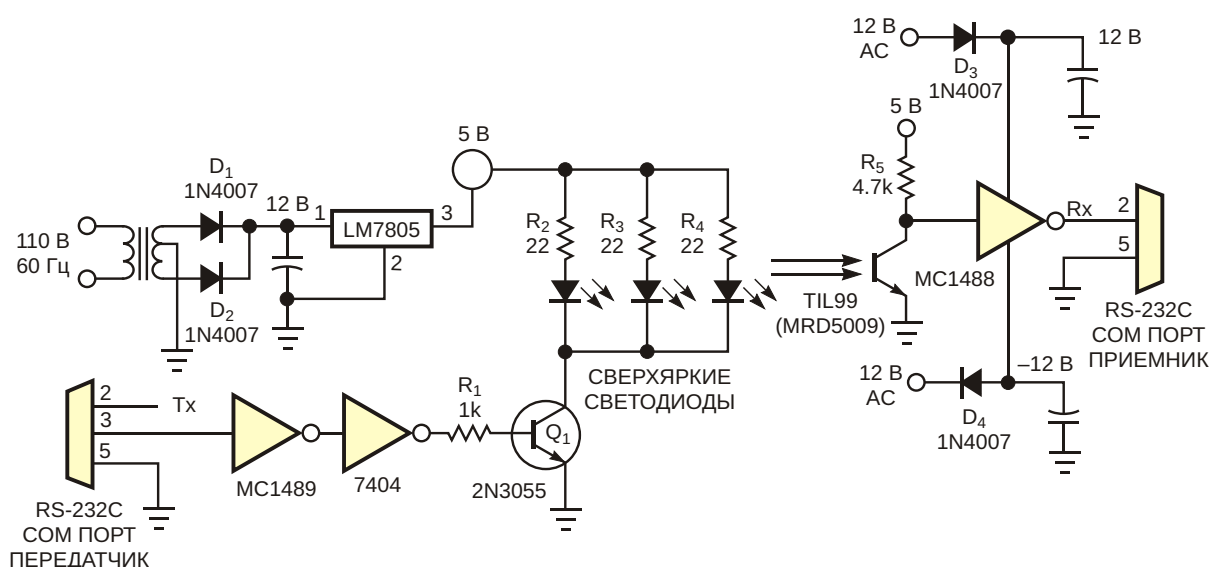 12 В
AC
D3
1N4007
12 В
5 В
R5
4.7k
5 В
D1
1N4007
12 В
1
LM7805
3
2
110 В
60 Гц
D2
1N4007
R2
22
R3
22
R4
22
TIL99
(MRD5009)
MC1488
Rx
2
5
RS-232C
COM ПОРТ
ПРИЕМНИК
СВЕРХЯРКИЕ
СВЕТОДИОДЫ
12 В
AC
–12 В
D4
1N4007
2
Tx
3
5
MC1489
7404
R1
1k
Q1
2N3055
RS-232C
COM ПОРТ
ПЕРЕДАТЧИК